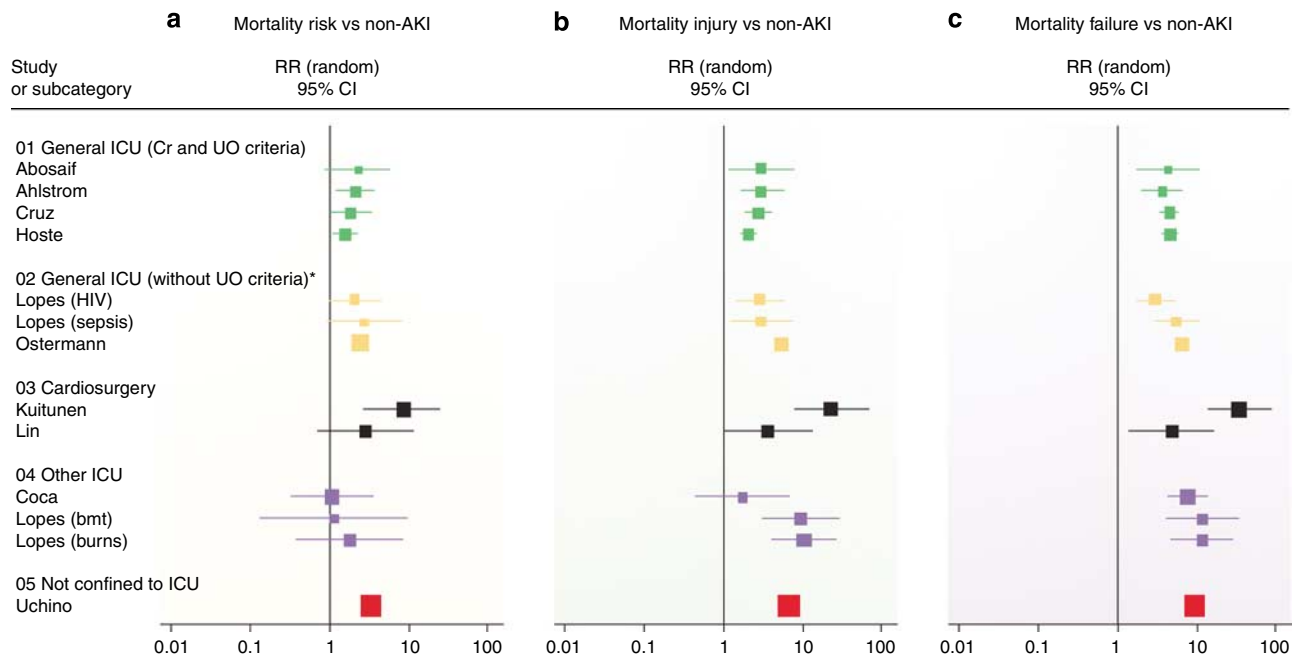 a Mortality risk vs non-AKI b Mortality injury vs non-AKI c Mortality failure vs non-AKI
Study RR (random) RR (random) RR (random)
or subcategory 95% CI 95% CI 95% CI
01 General ICU (Cr and UO criteria)
Abosaif
Ahlstrom
Cruz
Hoste
02 General ICU (without UO criteria)*
Lopes (HIV)
Lopes (sepsis)
Ostermann
03 Cardiosurgery
Kuitunen
Lin
04 Other ICU
Coca
Lopes (bmt)
Lopes (burns)
05 Not confined to ICU
Uchino
0.01 0.1 1 10 100 0.01 0.1 1 10 100 0.01 0.1 1 10 100